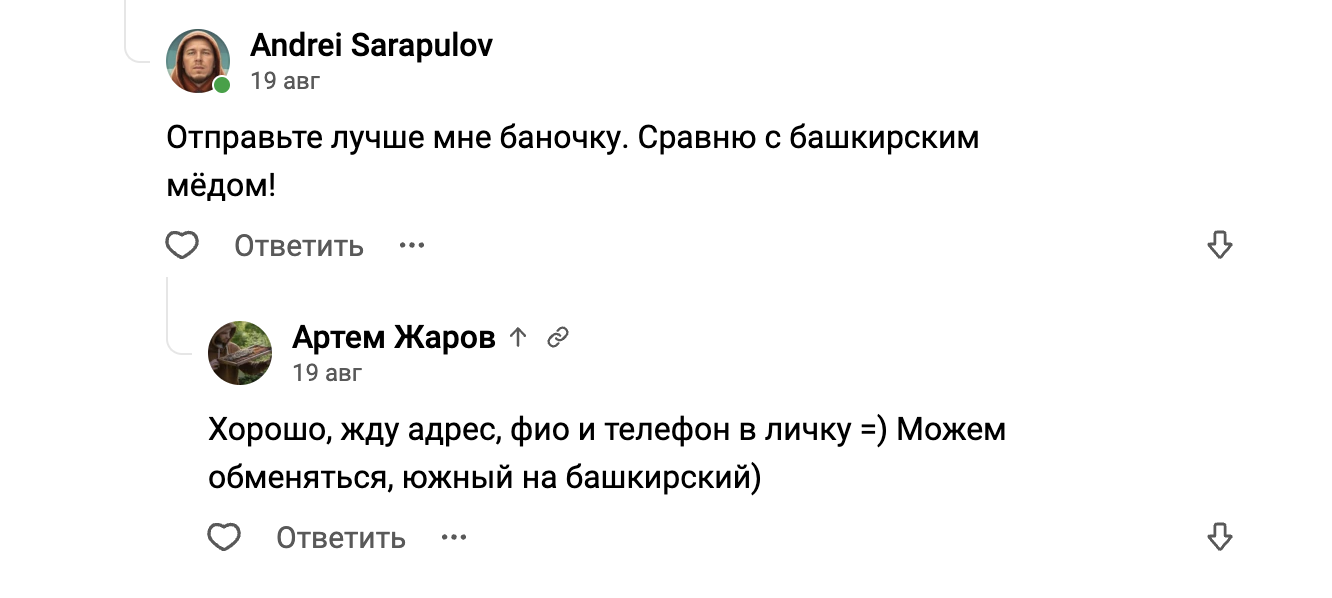 Andrei Sarapulov
19 авг
Отправьте лучше мне баночку. Сравню с башкирским
мёдом!
Ответить
Артем Жаров
19 авг
Хорошо, жду адрес, фио и телефон в личку =) Можем
обменяться, южный на башкирский)
Ответить